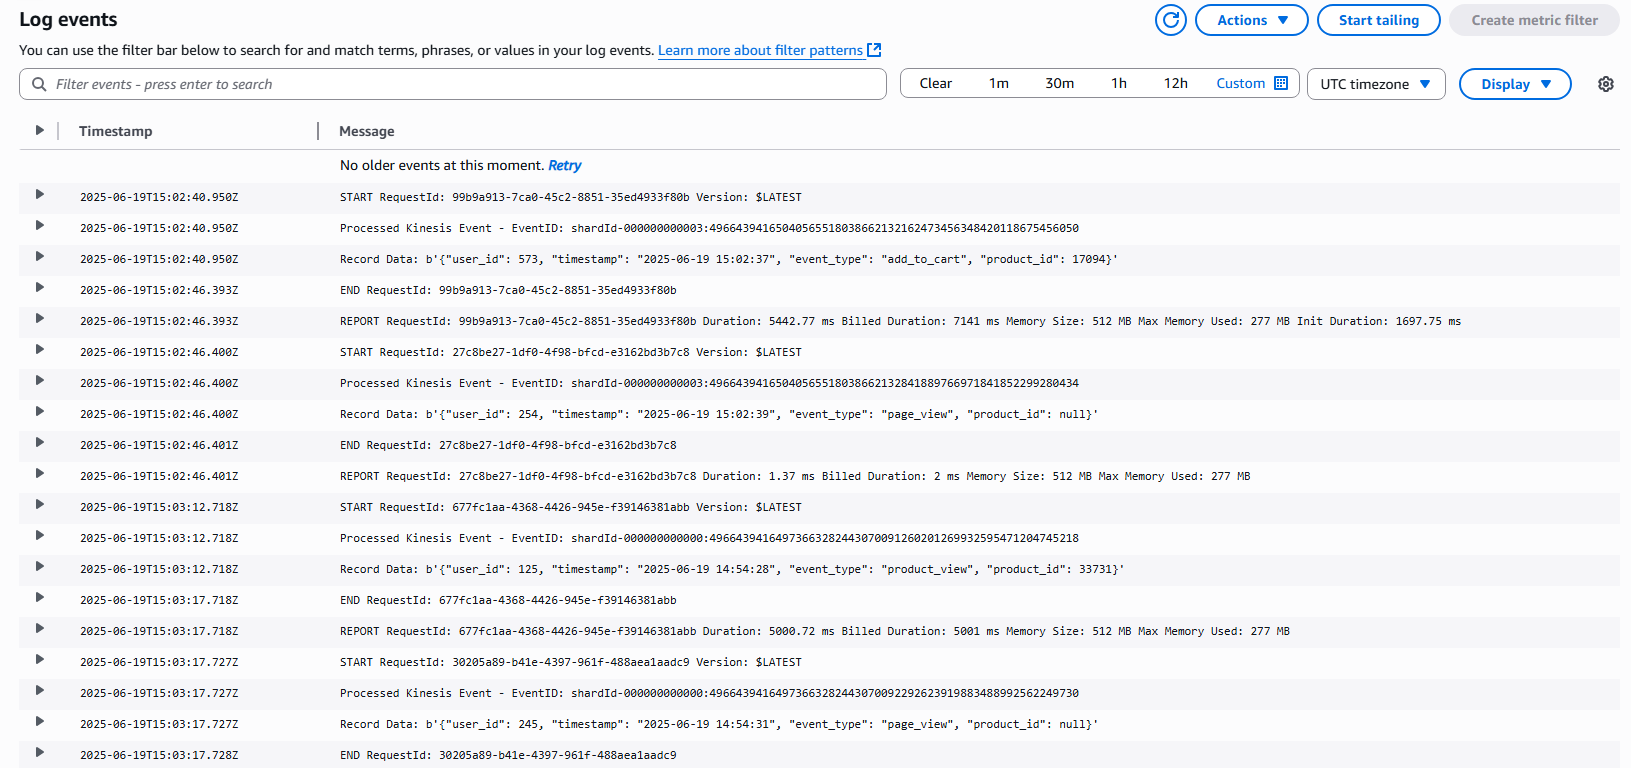 Log events
Actions
Start tailing
Create metric filter
You can use the filter bar below to search for and match terms, phrases, or values in your log events. Learn more about filter patterns
Filter events - press enter to search
Clear 1m 30m 1h 12h Custom
UTC timezone
Display
Timestamp Message
No older events at this moment. Retry
2025-06-19T15:02:40.950Z START RequestId: 99b9a913-7ca0-45c2-8851-35ed4933f80b Version: $LATEST
2025-06-19T15:02:40.950Z Processed Kinesis Event - EventID: shardId-000000000003:49664394165040565518038662132162473456348420118675456050
2025-06-19T15:02:40.950Z Record Data: b'{"user_id": 573, "timestamp": "2025-06-19 15:02:37", "event_type": "add_to_cart", "product_id": 17094}'
2025-06-19T15:02:46.393Z END RequestId: 99b9a913-7ca0-45c2-8851-35ed4933f80b
2025-06-19T15:02:46.393Z REPORT RequestId: 99b9a913-7ca0-45c2-8851-35ed4933f80b Duration: 5442.77 ms Billed Duration: 7141 ms Memory Size: 512 MB Max Memory Used: 277 MB Init Duration: 1697.75 ms
2025-06-19T15:02:46.400Z START RequestId: 27c8be27-1df0-4f98-bfcd-e3162bd3b7c8 Version: $LATEST
2025-06-19T15:02:46.400Z Processed Kinesis Event - EventID: shardId-000000000003:49664394165040565518038662132841889766971841852299280434
2025-06-19T15:02:46.400Z Record Data: b'{"user_id": 254, "timestamp": "2025-06-19 15:02:39", "event_type": "page_view", "product_id": null}'
2025-06-19T15:02:46.401Z END RequestId: 27c8be27-1df0-4f98-bfcd-e3162bd3b7c8
2025-06-19T15:02:46.401Z REPORT RequestId: 27c8be27-1df0-4f98-bfcd-e3162bd3b7c8 Duration: 1.37 ms Billed Duration: 2 ms Memory Size: 512 MB Max Memory Used: 277 MB
2025-06-19T15:03:12.718Z START RequestId: 677fc1aa-4368-4426-945e-f39146381abb Version: $LATEST
2025-06-19T15:03:12.718Z Processed Kinesis Event - EventID: shardId-000000000000:49664394164973663282443070091260201269932595471204745218
2025-06-19T15:03:12.718Z Record Data: b'{"user_id": 125, "timestamp": "2025-06-19 14:54:28", "event_type": "product_view", "product_id": 33731}'
2025-06-19T15:03:17.718Z END RequestId: 677fc1aa-4368-4426-945e-f39146381abb
2025-06-19T15:03:17.718Z REPORT RequestId: 677fc1aa-4368-4426-945e-f39146381abb Duration: 5000.72 ms Billed Duration: 5001 ms Memory Size: 512 MB Max Memory Used: 277 MB
2025-06-19T15:03:17.727Z START RequestId: 30205a89-b41e-4397-961f-488aea1aadc9 Version: $LATEST
2025-06-19T15:03:17.727Z Processed Kinesis Event - EventID: shardId-000000000000:49664394164973663282443070092292623919883488992562249730
2025-06-19T15:03:17.727Z Record Data: b'{"user_id": 245, "timestamp": "2025-06-19 14:54:31", "event_type": "page_view", "product_id": null}'
2025-06-19T15:03:17.728Z END RequestId: 30205a89-b41e-4397-961f-488aea1aadc9